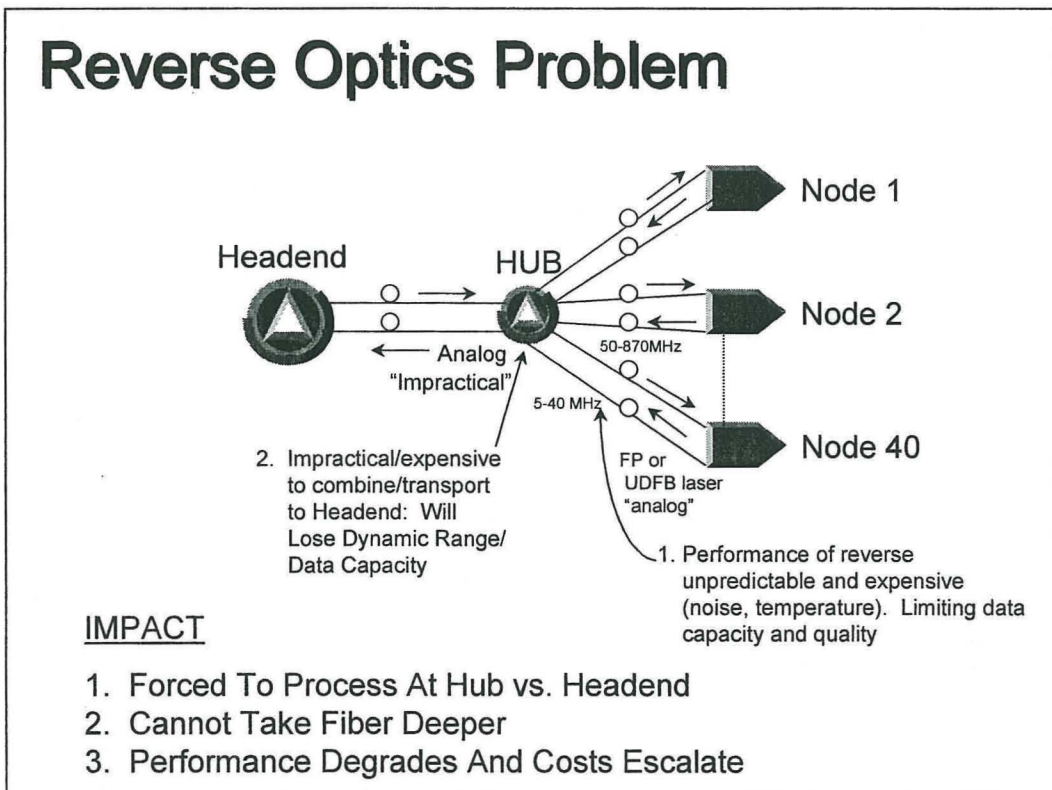 Reverse Optics Problem
Node 1
Headend
HUB
Node 2
50-870MHz
Analog
"Impractical"
5-40 MHz
Node 40
FP or
UDFB laser
"analog"
2. Impractical/expensive
to combine/transport
to Headend: Will
Lose Dynamic Range/
Data Capacity
1. Performance of reverse
unpredictable and expensive
(noise, temperature). Limiting data
capacity and quality
IMPACT
1. Forced To Process At Hub vs. Headend
2. Cannot Take Fiber Deeper
3. Performance Degrades And Costs Escalate